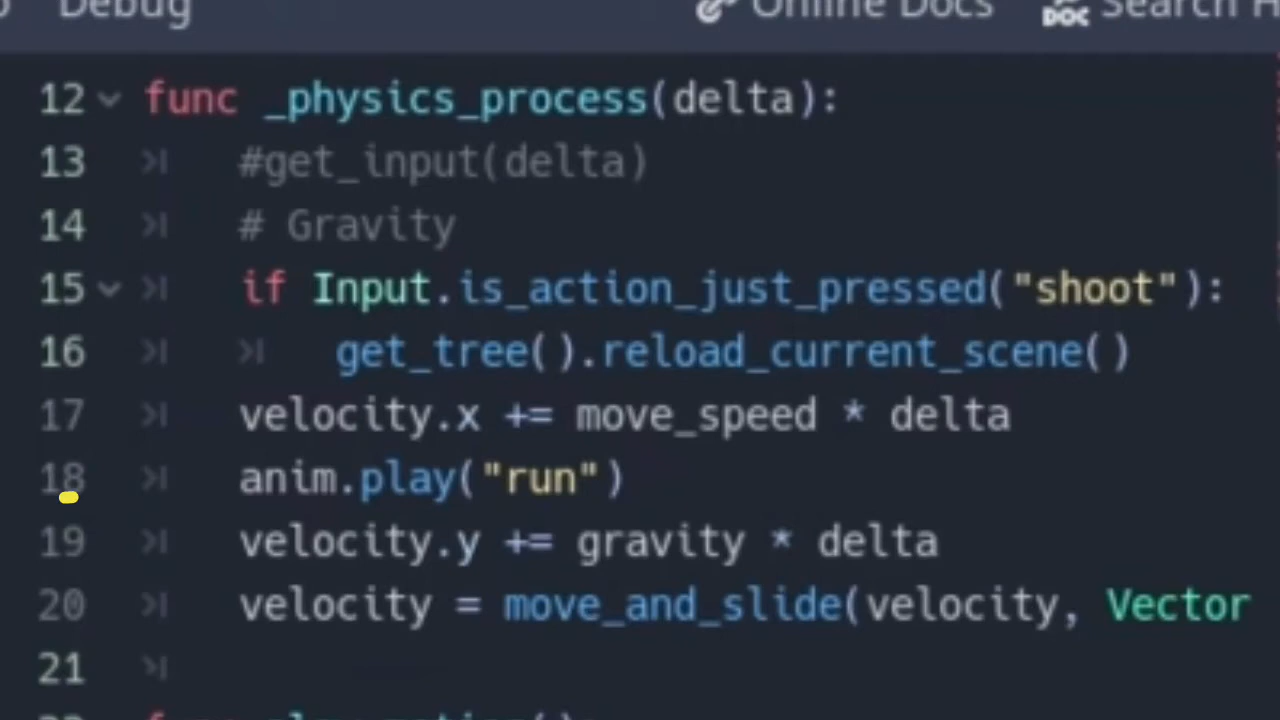 Debug Online Docs Search
12 func _physics_process(delta):
13 #get_input(delta)
14 # Gravity
15 if Input.is_action_just_pressed("shoot"):
16 get_tree().reload_current_scene()
17 velocity.x += move_speed * delta
18 anim.play("run")
19 velocity.y += gravity * delta
20 velocity = move_and_slide(velocity, Vector
21